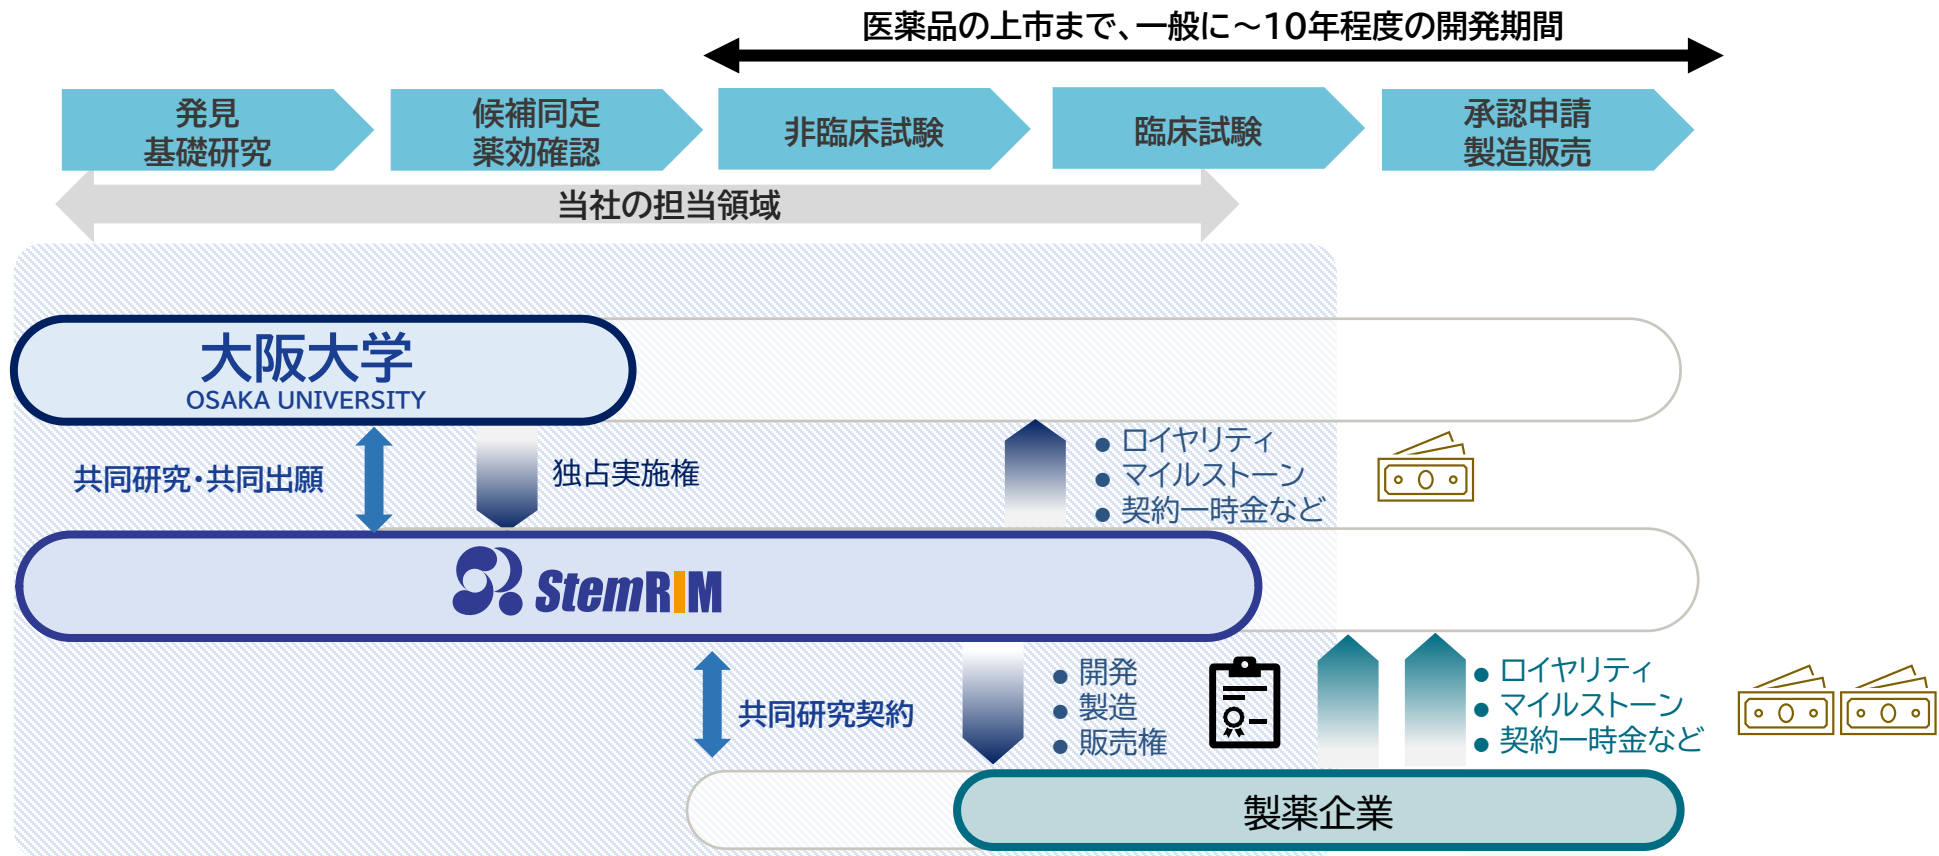 医薬品の上市まで、一般に～10年程度の開発期間
発見
基礎研究
候補同定
薬効確認
非臨床試験
臨床試験
承認申請
製造販売
当社の担当領域
大阪大学
OSAKA UNIVERSITY
共同研究・共同出願
独占実施権
● ロイヤリティ
● マイルストーン
● 契約一時金など
StemRIM
共同研究契約
● 開発
● 製造
● 販売権
● ロイヤリティ
● マイルストーン
● 契約一時金など
製薬企業